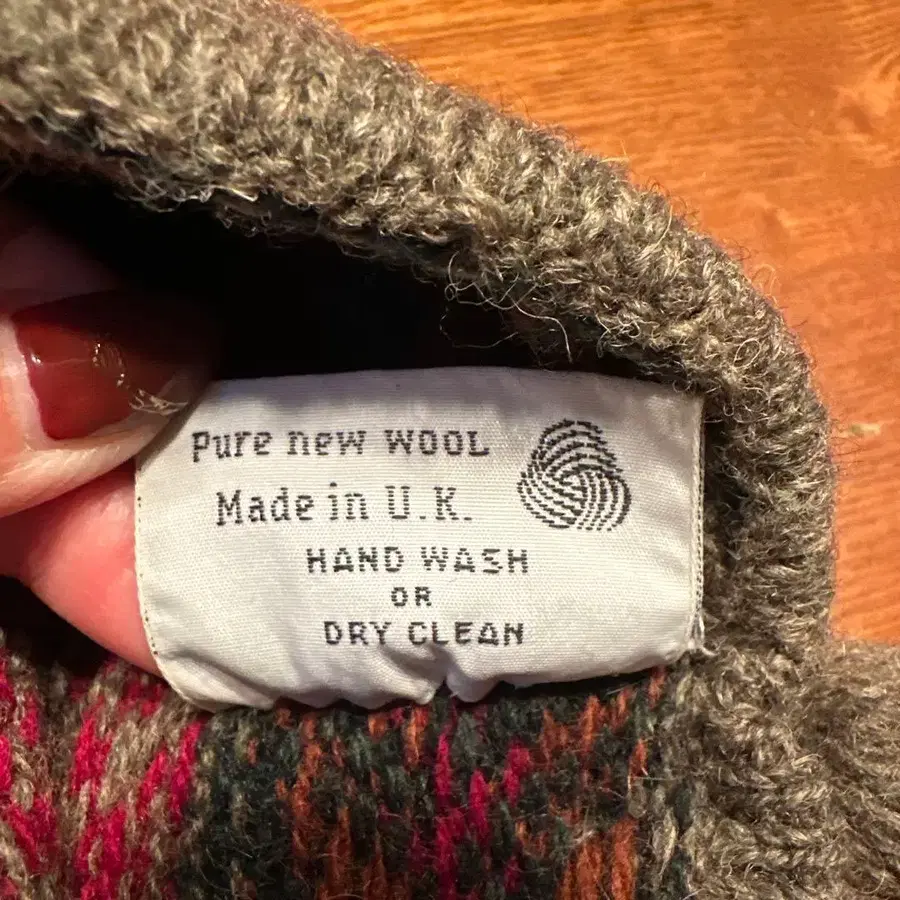 Pure new WOOL
Made in U.K.
HAND WASH
OR
DRY CLEAN